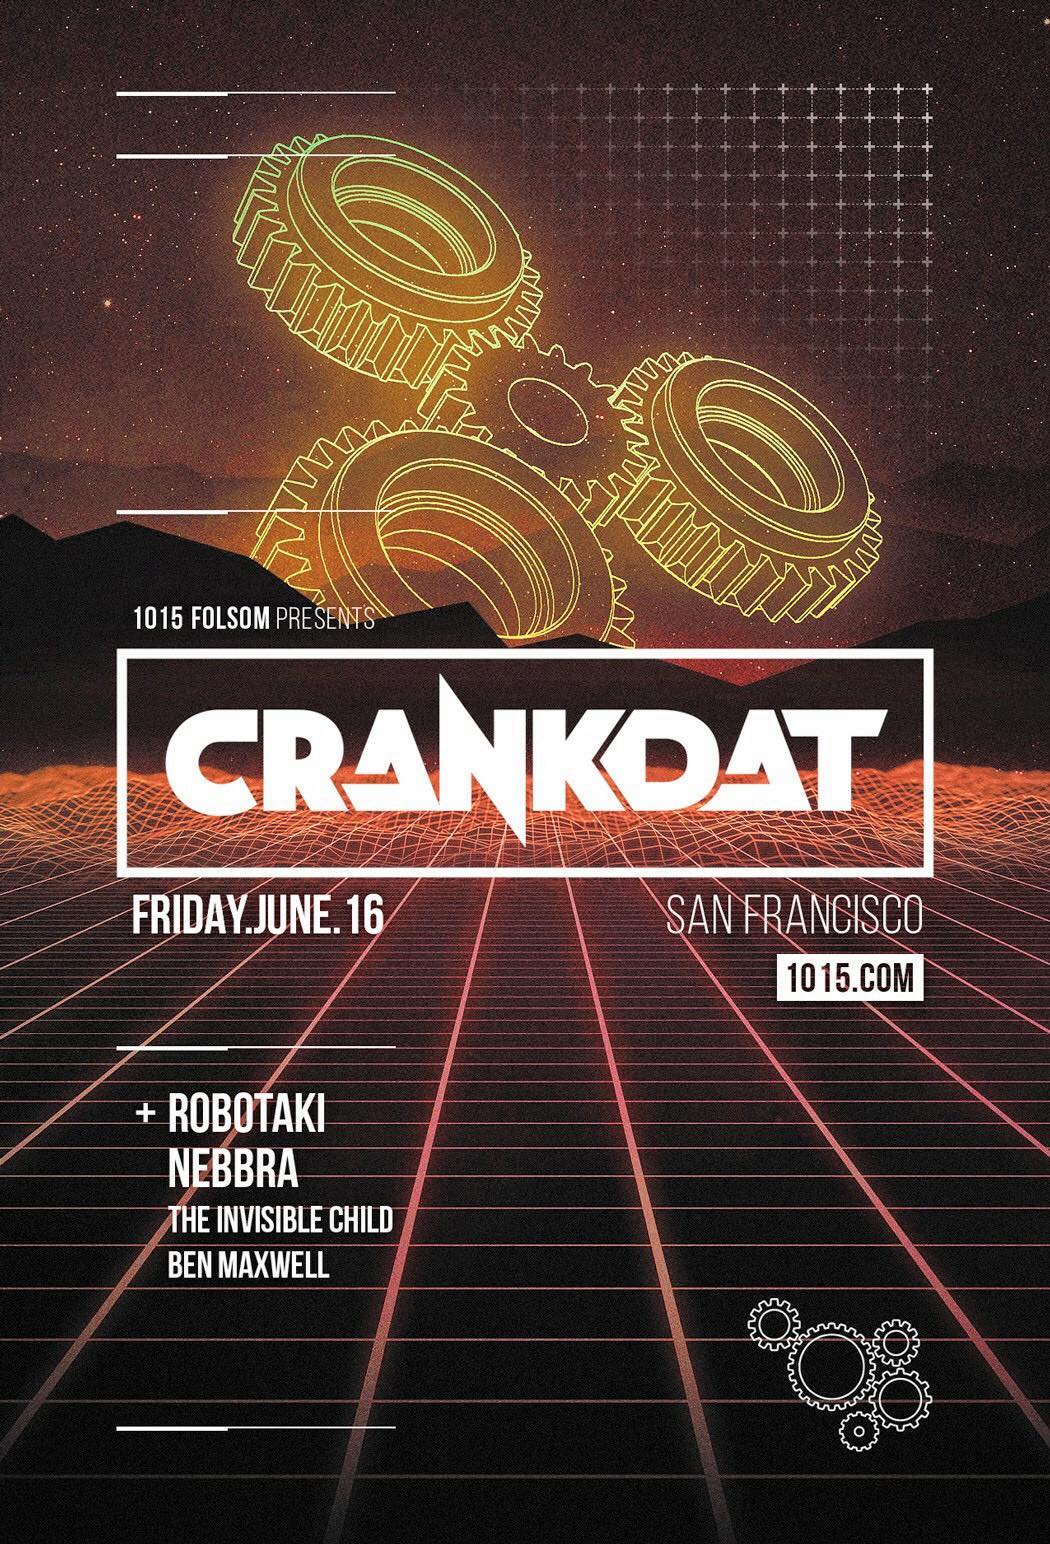 1015 FOLSOM PRESENTS
CRANKDAT
FRIDAY.JUNE.16
SAN FRANCISCO
1015.COM
+ ROBOTAKI
NEBBRA
THE INVISIBLE CHILD
BEN MAXWELL